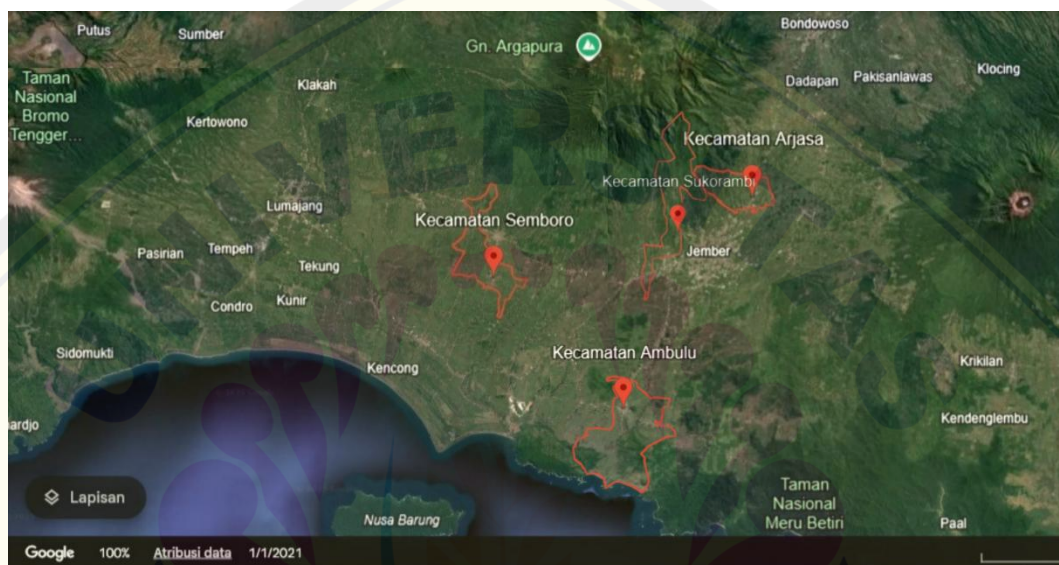 Putus
Sumber
Bondowoso
Gn. Argapura
Taman
Nasional
Bromo
Tengger...
Klakah
Dadapan
Pakisanlawas
Klocing
Kertowono
Kecamatan Arjasa
Kecamatan Sukorambi
Lumajang
Kecamatan Semboro
Pasirian
Tempeh
Tekung
Jember
Condro
Kunir
Sidomukti
Kencong
Kecamatan Ambulu
Krikilan
ardjo
Kendenglembu
Lapisan
Taman
Nasional
Meru Betiri
Nusa Barung
Paal
Google 100% Atribusi data 1/1/2021